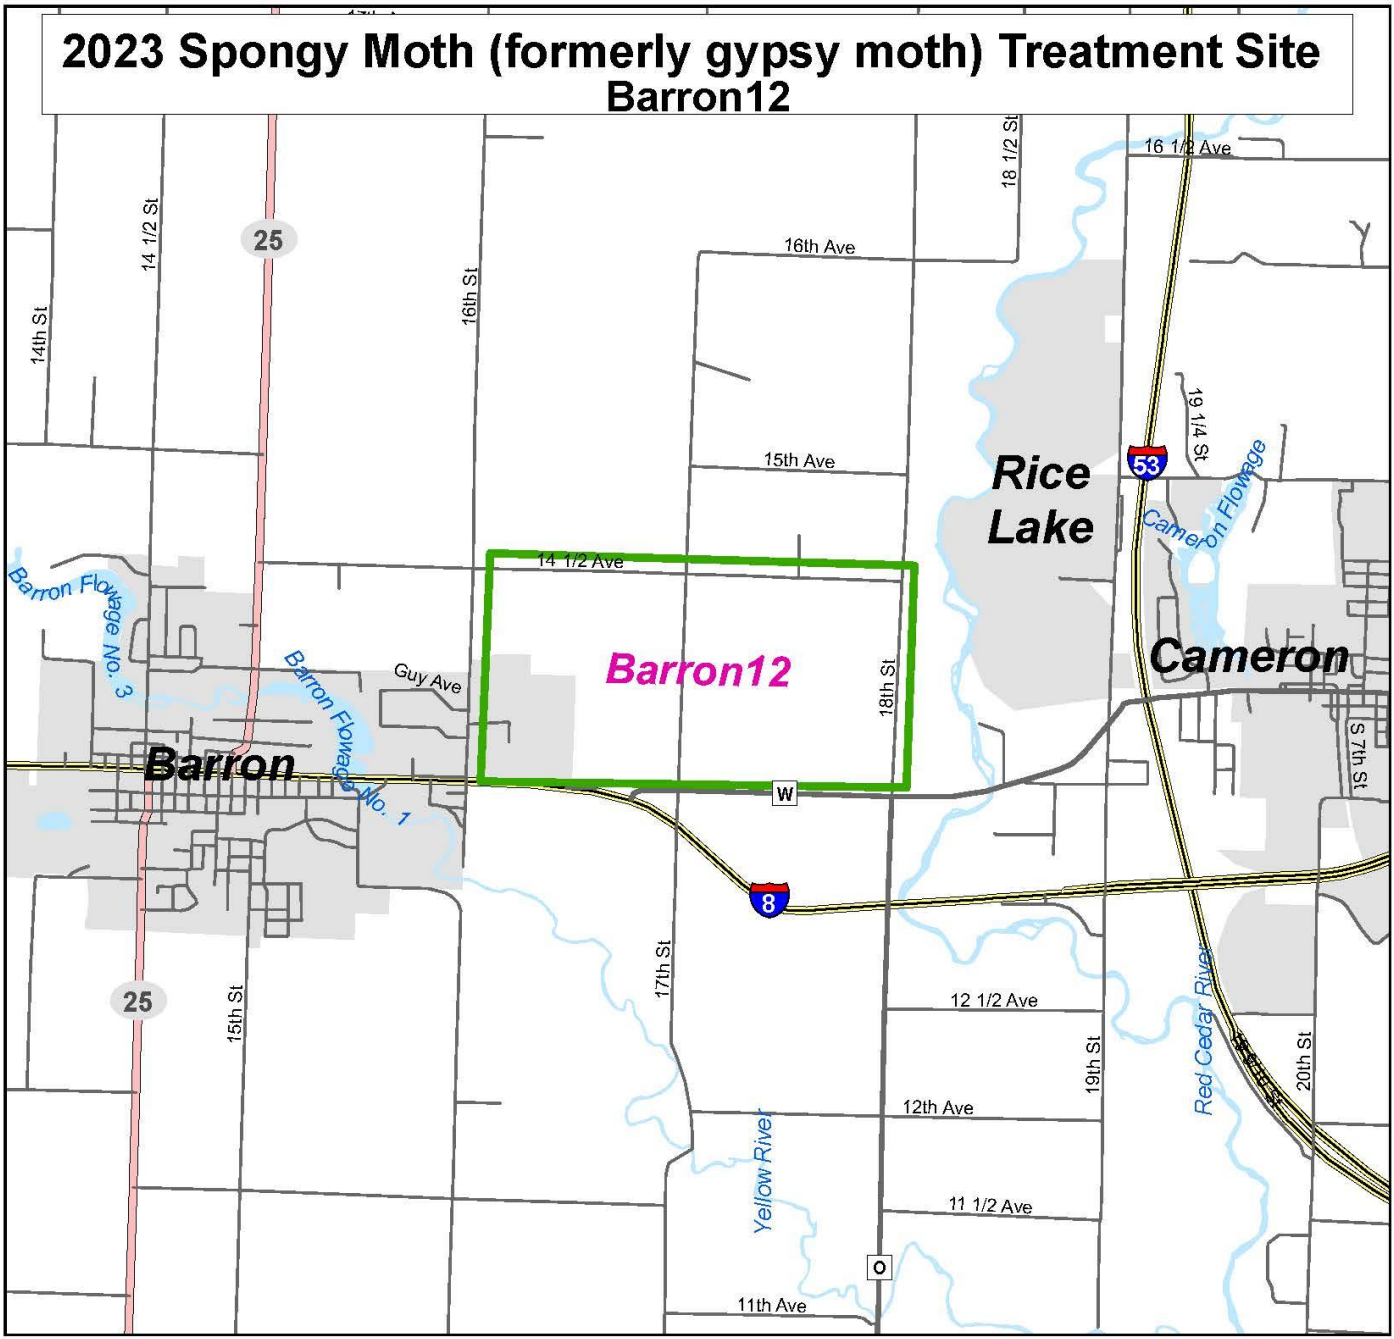 2023 Spongy Moth (formerly gypsy moth) Treatment Site
Barron12
18 1/2 St
16 1/2 Ave
14 1/2 St
25
16th Ave
16th St
14th St
19 1/4 St
15th Ave
Rice
Lake
53
Cameron Flowage
14 1/2 Ave
Barron Flowage No. 3
Barron12
Cameron
Guy Ave
Barron Flowage No. 1
18th St
S 7th St
Barron
W
8
17th St
25
15th St
12 1/2 Ave
Red Cedar River
19th St
20th St
12th Ave
Yellow River
11 1/2 Ave
O
11th Ave